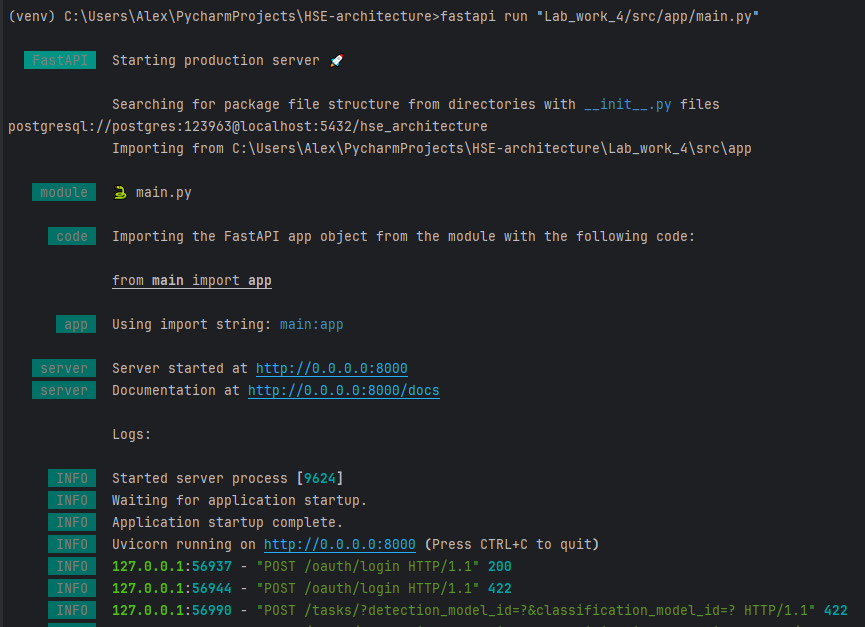 (venv) C:\Users\Alex\PycharmProjects\HSE-architecture>fastapi run "Lab_work_4/src/app/main.py"
FastAPI Starting production server 🚀
Searching for package file structure from directories with __init__.py files
postgresql://postgres:123963@localhost:5432/hse_architecture
Importing from C:\Users\Alex\PycharmProjects\HSE-architecture\Lab_work_4\src\app
module 🐍 main.py
code Importing the FastAPI app object from the module with the following code:
from main import app
app Using import string: main:app
server Server started at http://0.0.0.0:8000
server Documentation at http://0.0.0.0:8000/docs
Logs:
INFO Started server process [9624]
INFO Waiting for application startup.
INFO Application startup complete.
INFO Uvicorn running on http://0.0.0.0:8000 (Press CTRL+C to quit)
INFO 127.0.0.1:56937 - "POST /oauth/login HTTP/1.1" 200
INFO 127.0.0.1:56944 - "POST /oauth/login HTTP/1.1" 422
INFO 127.0.0.1:56990 - "POST /tasks/?detection_model_id=?&classification_model_id=? HTTP/1.1" 422